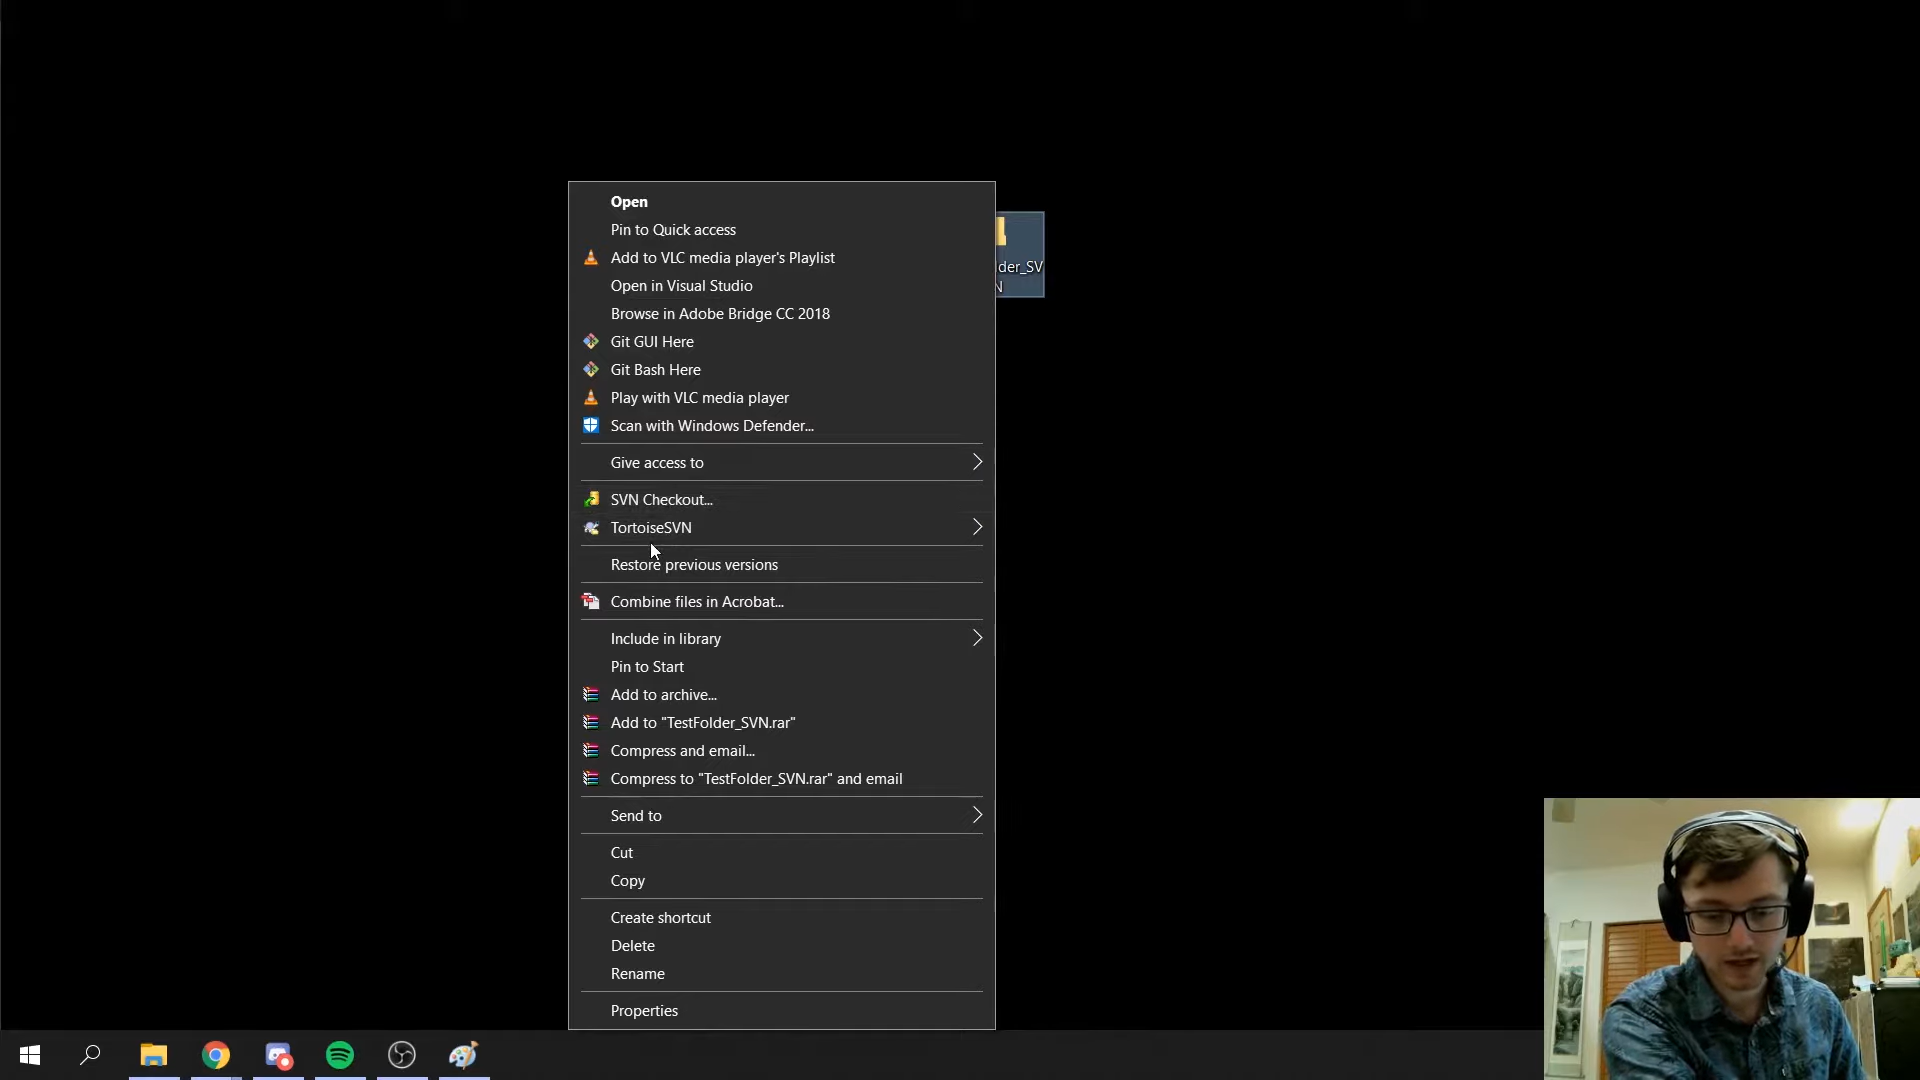 Open
Pin to Quick access
Add to VLC media player's Playlist
Open in Visual Studio
Browse in Adobe Bridge CC 2018
Git GUI Here
Git Bash Here
Play with VLC media player
Scan with Windows Defender...
Give access to
SVN Checkout...
TortoiseSVN
Restore previous versions
Combine files in Acrobat...
Include in library
Pin to Start
Add to archive...
Add to "TestFolder_SVN.rar"
Compress and email...
Compress to "TestFolder_SVN.rar" and email
Send to
Cut
Copy
Create shortcut
Delete
Rename
Properties
der_SV
N